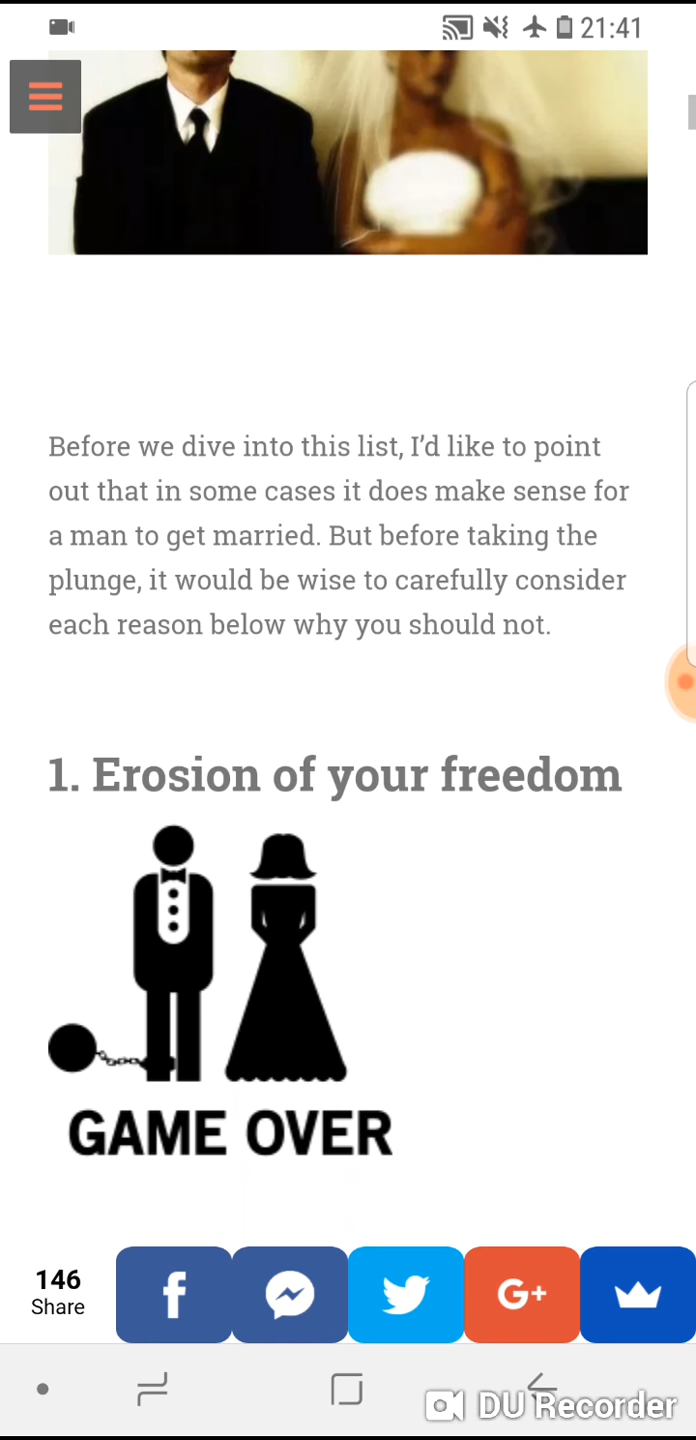 21:41
Before we dive into this list, I’d like to point
out that in some cases it does make sense for
a man to get married. But before taking the
plunge, it would be wise to carefully consider
each reason below why you should not.
1. Erosion of your freedom
GAME OVER
146
Share
f
G+
DU Recorder